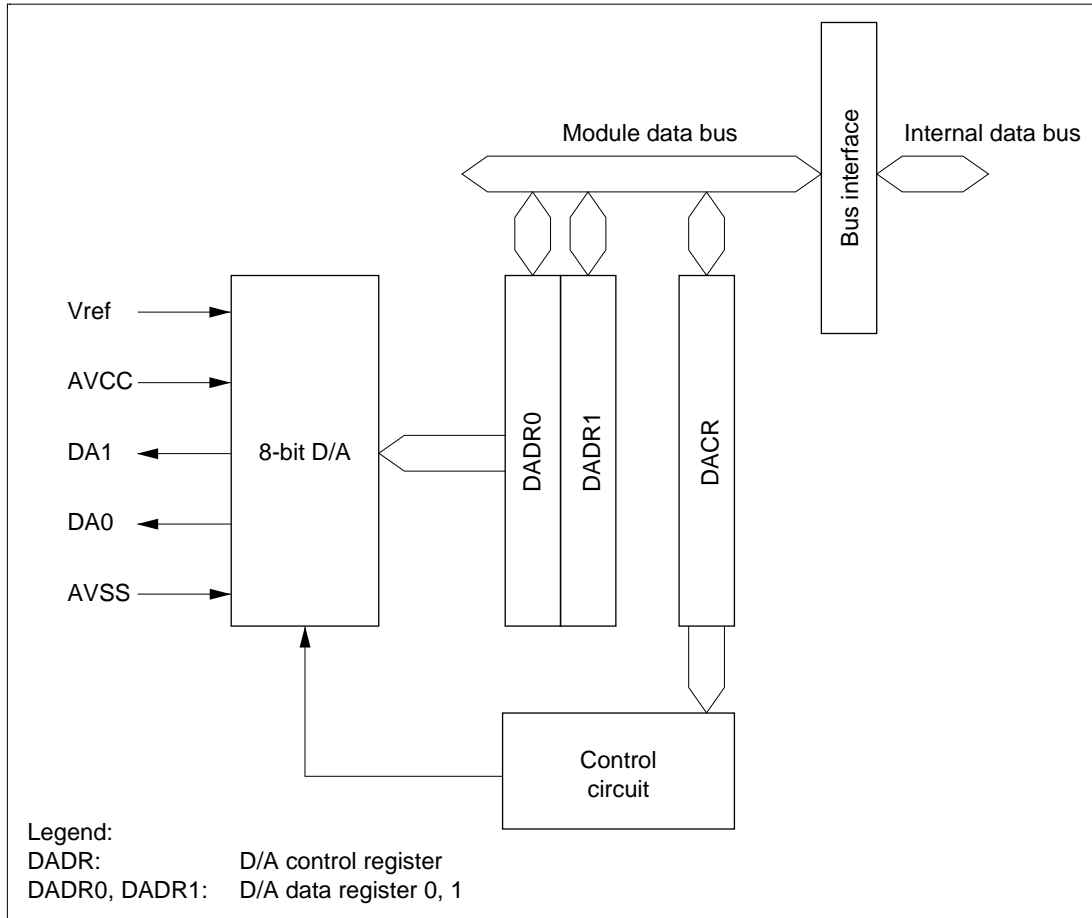 Module data bus
Internal data bus
Bus interface
Vref
AVCC
DA1
DA0
AVSS
8-bit D/A
DADR0
DADR1
DACR
Control
circuit
Legend:
DADR: D/A control register
DADR0, DADR1: D/A data register 0, 1